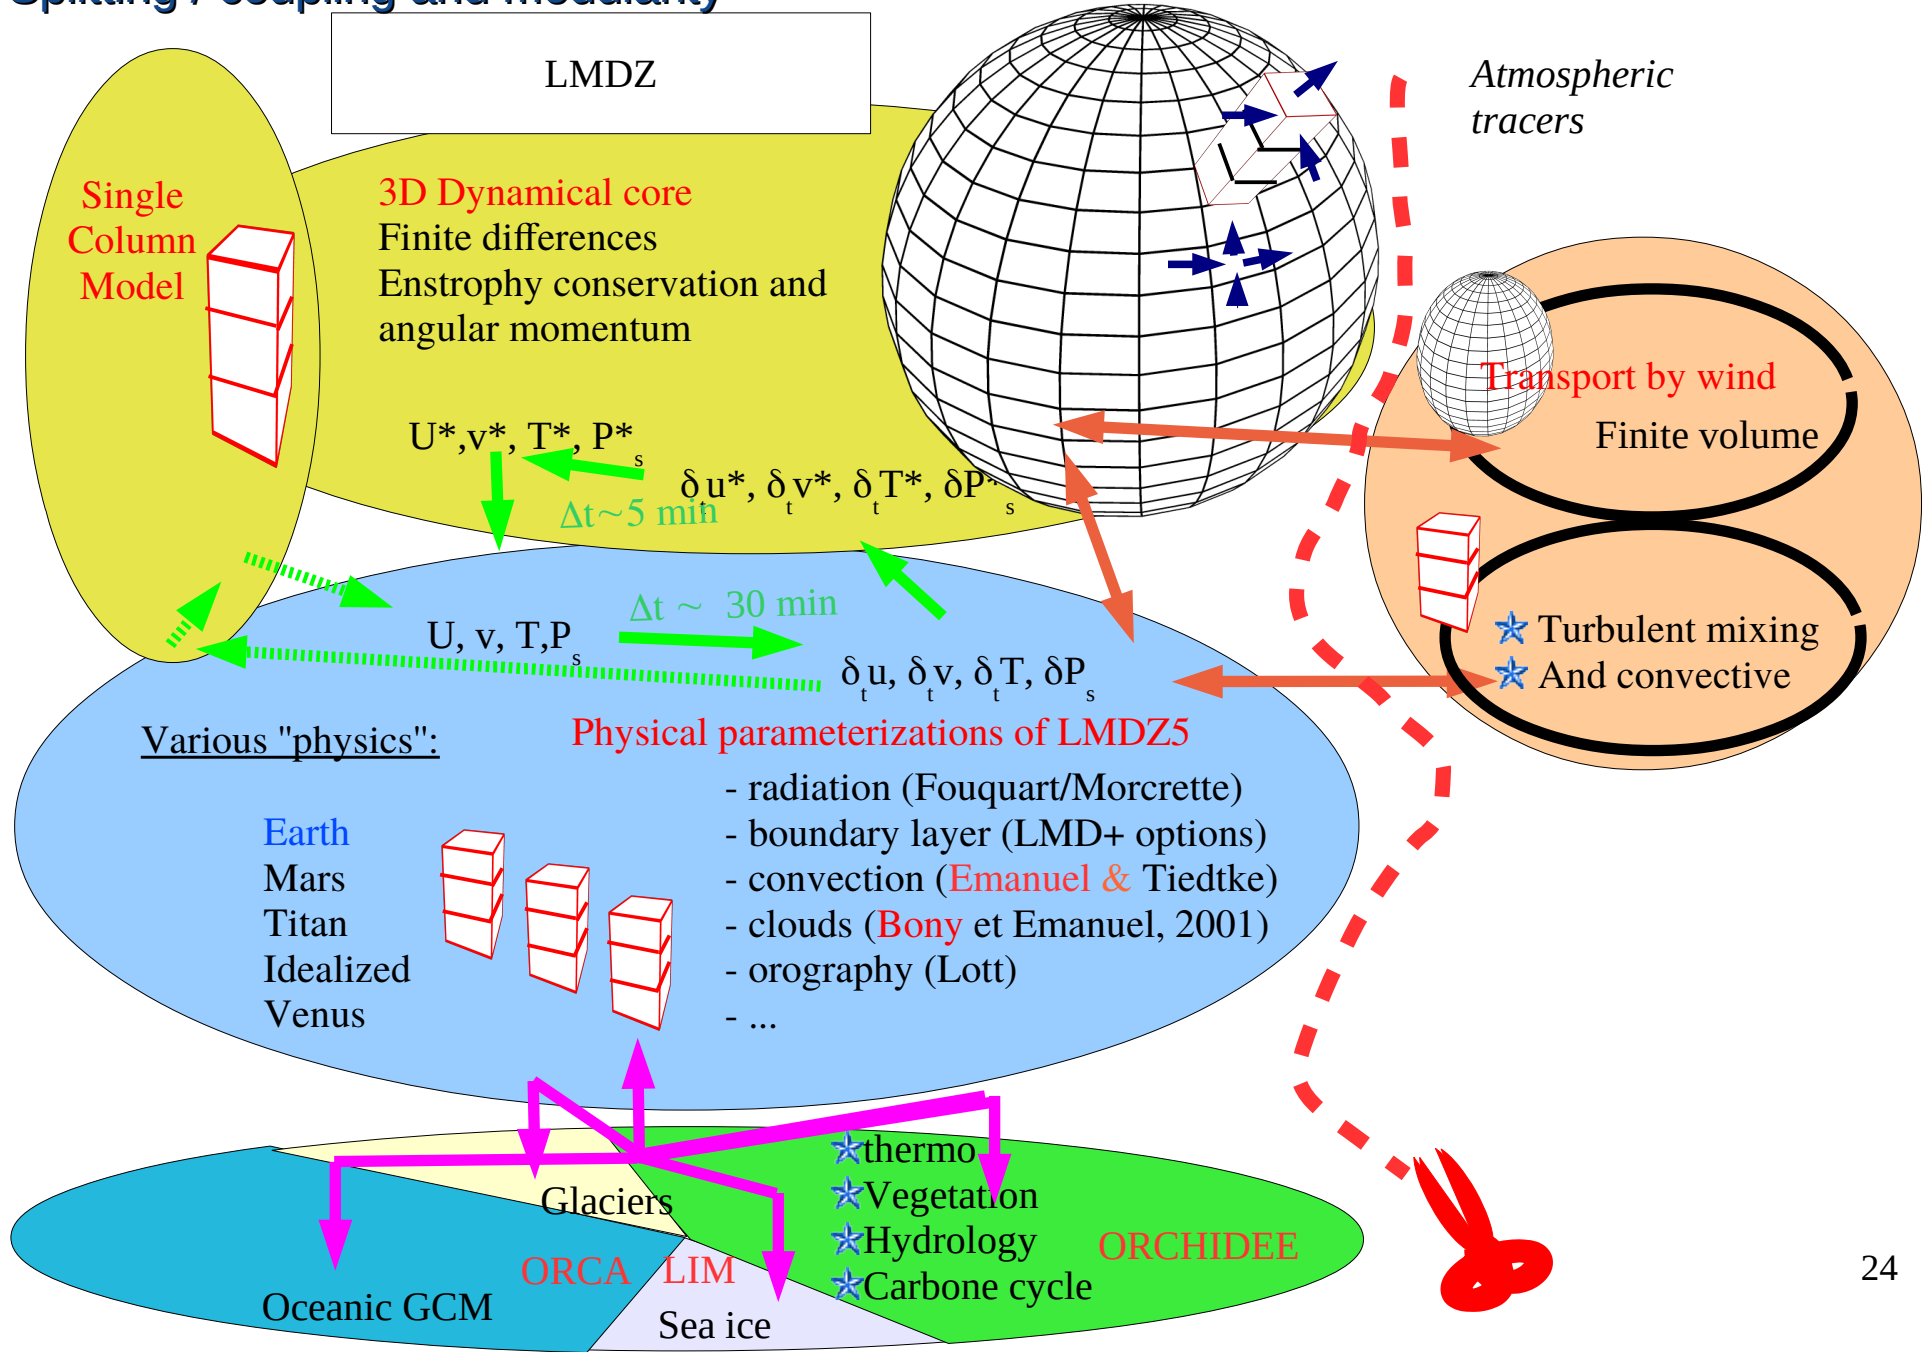 Splitting / coupling and modularity
LMDZ
Atmospheric
tracers
Single
Column
Model
3D Dynamical core
Finite differences
Enstrophy conservation and
angular momentum
U*,v*, T*, P*s
δtu*, δtv*, δtT*, δP*s
Δt~5 min
Transport by wind
Finite volume
Turbulent mixing
And convective
Δt ~ 30 min
U, v, T,Ps
δtu, δtv, δtT, δPs
Various "physics":
Earth
Mars
Titan
Idealized
Venus
Physical parameterizations of LMDZ5
- radiation (Fouquart/Morcrette)
- boundary layer (LMD+ options)
- convection (Emanuel & Tiedtke)
- clouds (Bony et Emanuel, 2001)
- orography (Lott)
- ...
Glaciers
thermo
Vegetation
Hydrology
Carbone cycle
ORCHIDEE
ORCA
LIM
Oceanic GCM
Sea ice
24